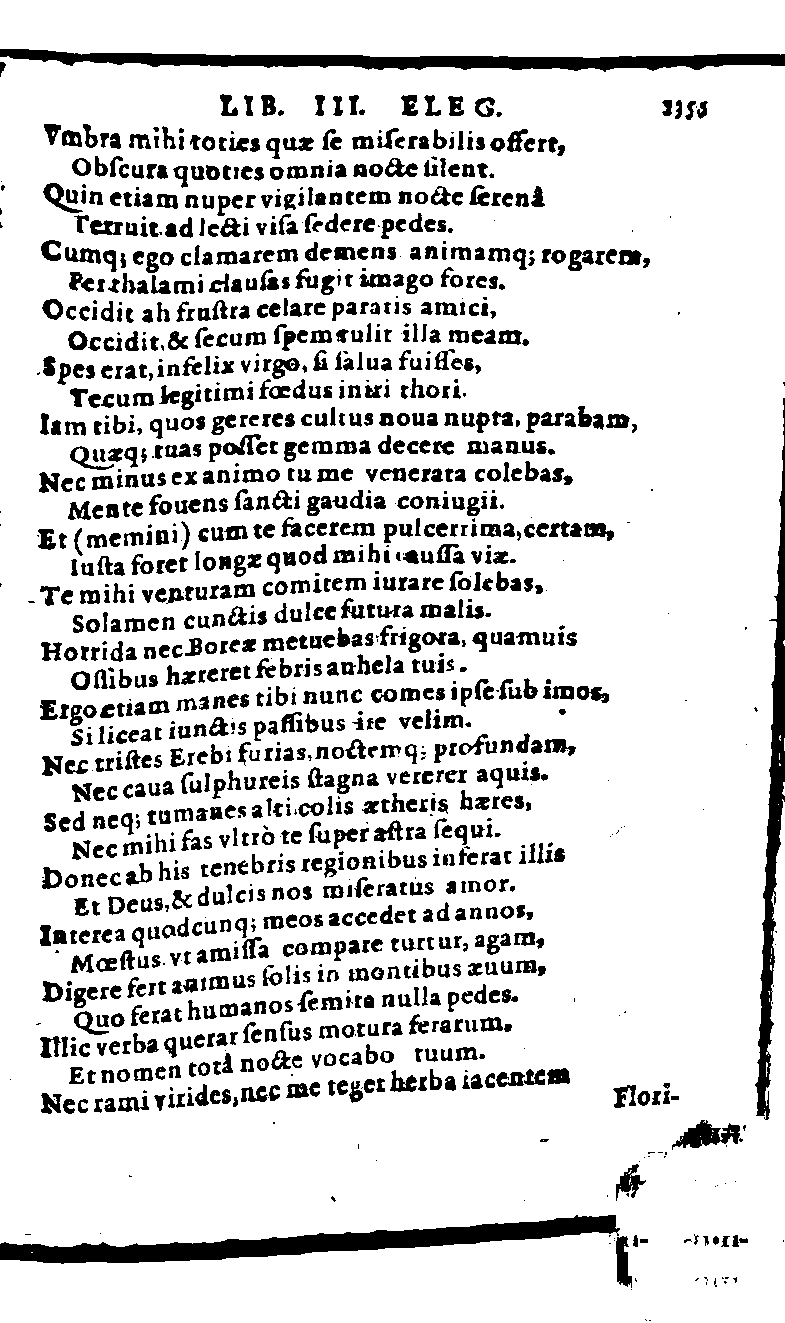 LIB. III. ELEG. 1355
Vmbra mihi toties quæ ſe miſerabilis offert,
Obſcura quoties omnia nocte ſilent.
Quin etiam nuper vigilantem nocte ſerenâ
Terruit ad lecti viſa ſedere pedes.
Cumq; ego clamarem demens animamq; rogarem,
Per thalami clauſas fugit imago fores.
Occidit ah fruſtra celare paratis amici,
Occidit, & ſecum ſpem tulit illa meam.
Spes erat, infelix virgo, ſi ſalua fuiſſes,
Tecum legitimi fœdus iniri thori.
Iam tibi, quos gereres cultus noua nupta, parabam,
Quæq; tuas poſſet gemma decere manus.
Nec minus ex animo tu me venerata colebas,
Mente fouens ſancti gaudia coniugii.
Et (memini) cum te facerem pulcerrima, certam,
Iuſta foret longæ quod mihi cauſſa viæ.
Te mihi venturam comitem iurare ſolebas,
Solamen cunctis dulce futura malis.
Horrida nec Boreæ metuebas frigora, quamuis
Oſſibus hæreret febris anhela tuis.
Ergo etiam manes tibi nunc comes ipſe ſub imos,
Si liceat iunctis paſſibus ire velim.
Nec triſtes Erebi furias, noctemq; profundam,
Nec caua ſulphureis ſtagna vererer aquis.
Sed neq; tu manes alti colis ætheris hæres,
Nec mihi fas vltrò te ſuper aſtra ſequi.
Donec ab his tenebris regionibus inferat illis
Et Deus, & dulcis nos miſeratus amor.
Interea quodcunq; meos accedet ad annos,
Mœſtus vt amiſſa compare turtur, agam,
Digere fert animus ſolis in montibus æuum,
Quo ferat humanos ſemita nulla pedes.
Illic verba querar ſenſus motura ferarum,
Et nomen totâ nocte vocabo tuum.
Nec rami virides, nec me teget herba iacentem
Flori-